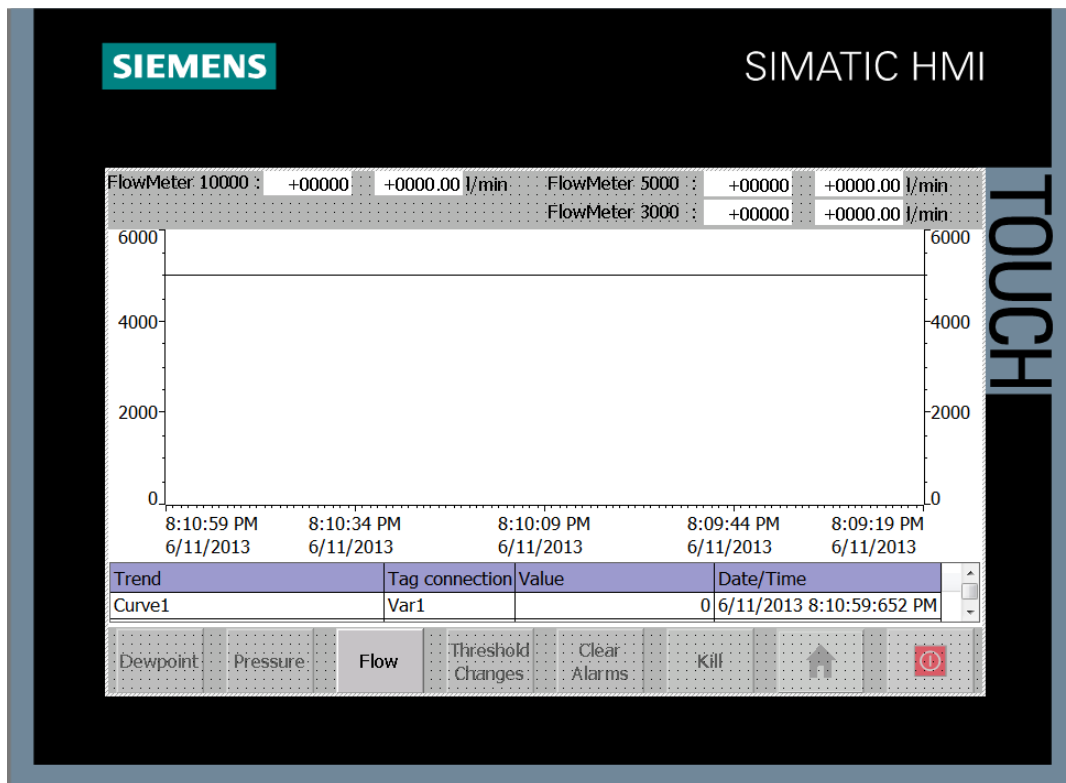 SIEMENS
SIMATIC HMI
TOUCH
FlowMeter 10000 : +00000 +0000.00 l/min FlowMeter 5000 : +00000 +0000.00 l/min
FlowMeter 3000 : +00000 +0000.00 l/min
6000 6000
4000 4000
2000 2000
0 0
8:10:59 PM 8:10:34 PM 8:10:09 PM 8:09:44 PM 8:09:19 PM
6/11/2013 6/11/2013 6/11/2013 6/11/2013 6/11/2013
Trend Tag connection Value Date/Time
Curve1 Var1 0 6/11/2013 8:10:59:652 PM
Dewpoint Pressure Flow Threshold Changes Clear Alarms Kill